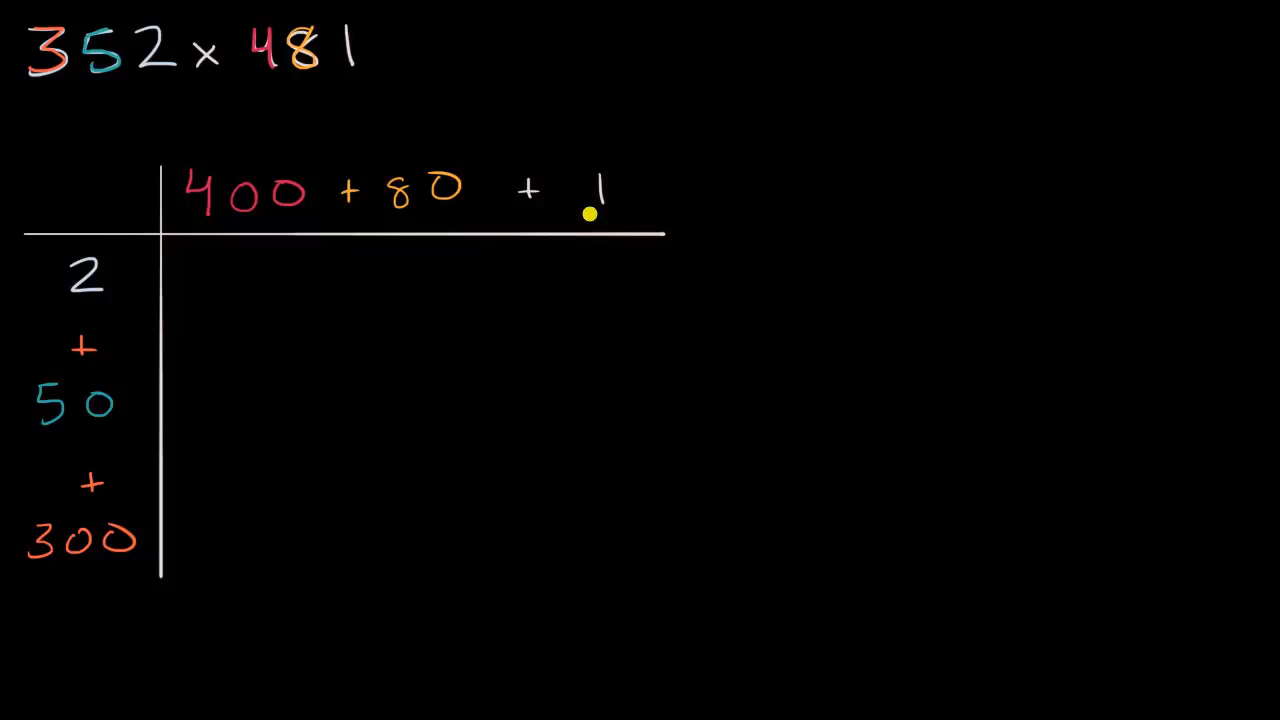 352 × 481
400 + 80 + 1
2
+
50
+
300